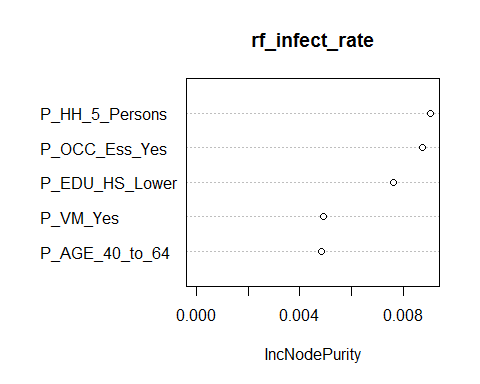 rf_infect_rate
P_HH_5_Persons
P_OCC_Ess_Yes
P_EDU_HS_Lower
P_VM_Yes
P_AGE_40_to_64
0.000 0.004 0.008
IncNodePurity